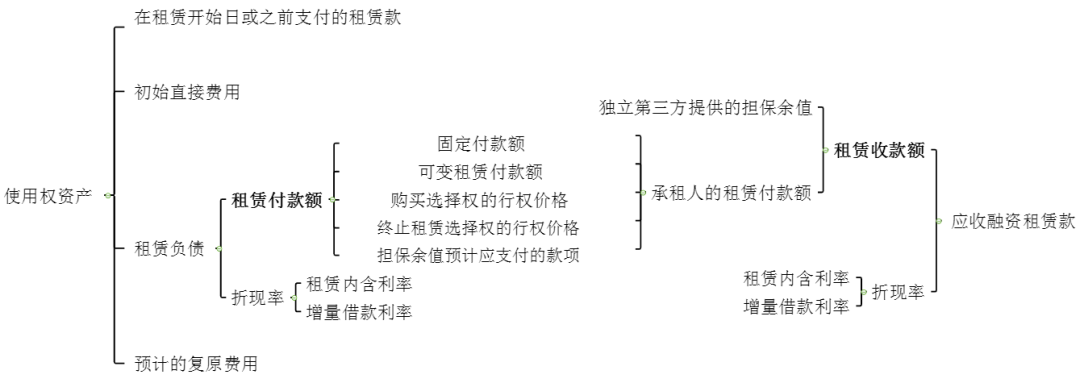 在租赁开始日或之前支付的租赁款
初始直接费用
使用权资产
租赁负债
预计的复原费用
租赁付款额
固定付款额
可变租赁付款额
购买选择权的行权价格
终止租赁选择权的行权价格
担保余值预计应支付的款项
折现率
租赁内含利率
增量借款利率
独立第三方提供的担保余值
承租人的租赁付款额
租赁收款额
应收融资租赁款
租赁内含利率
增量借款利率
折现率